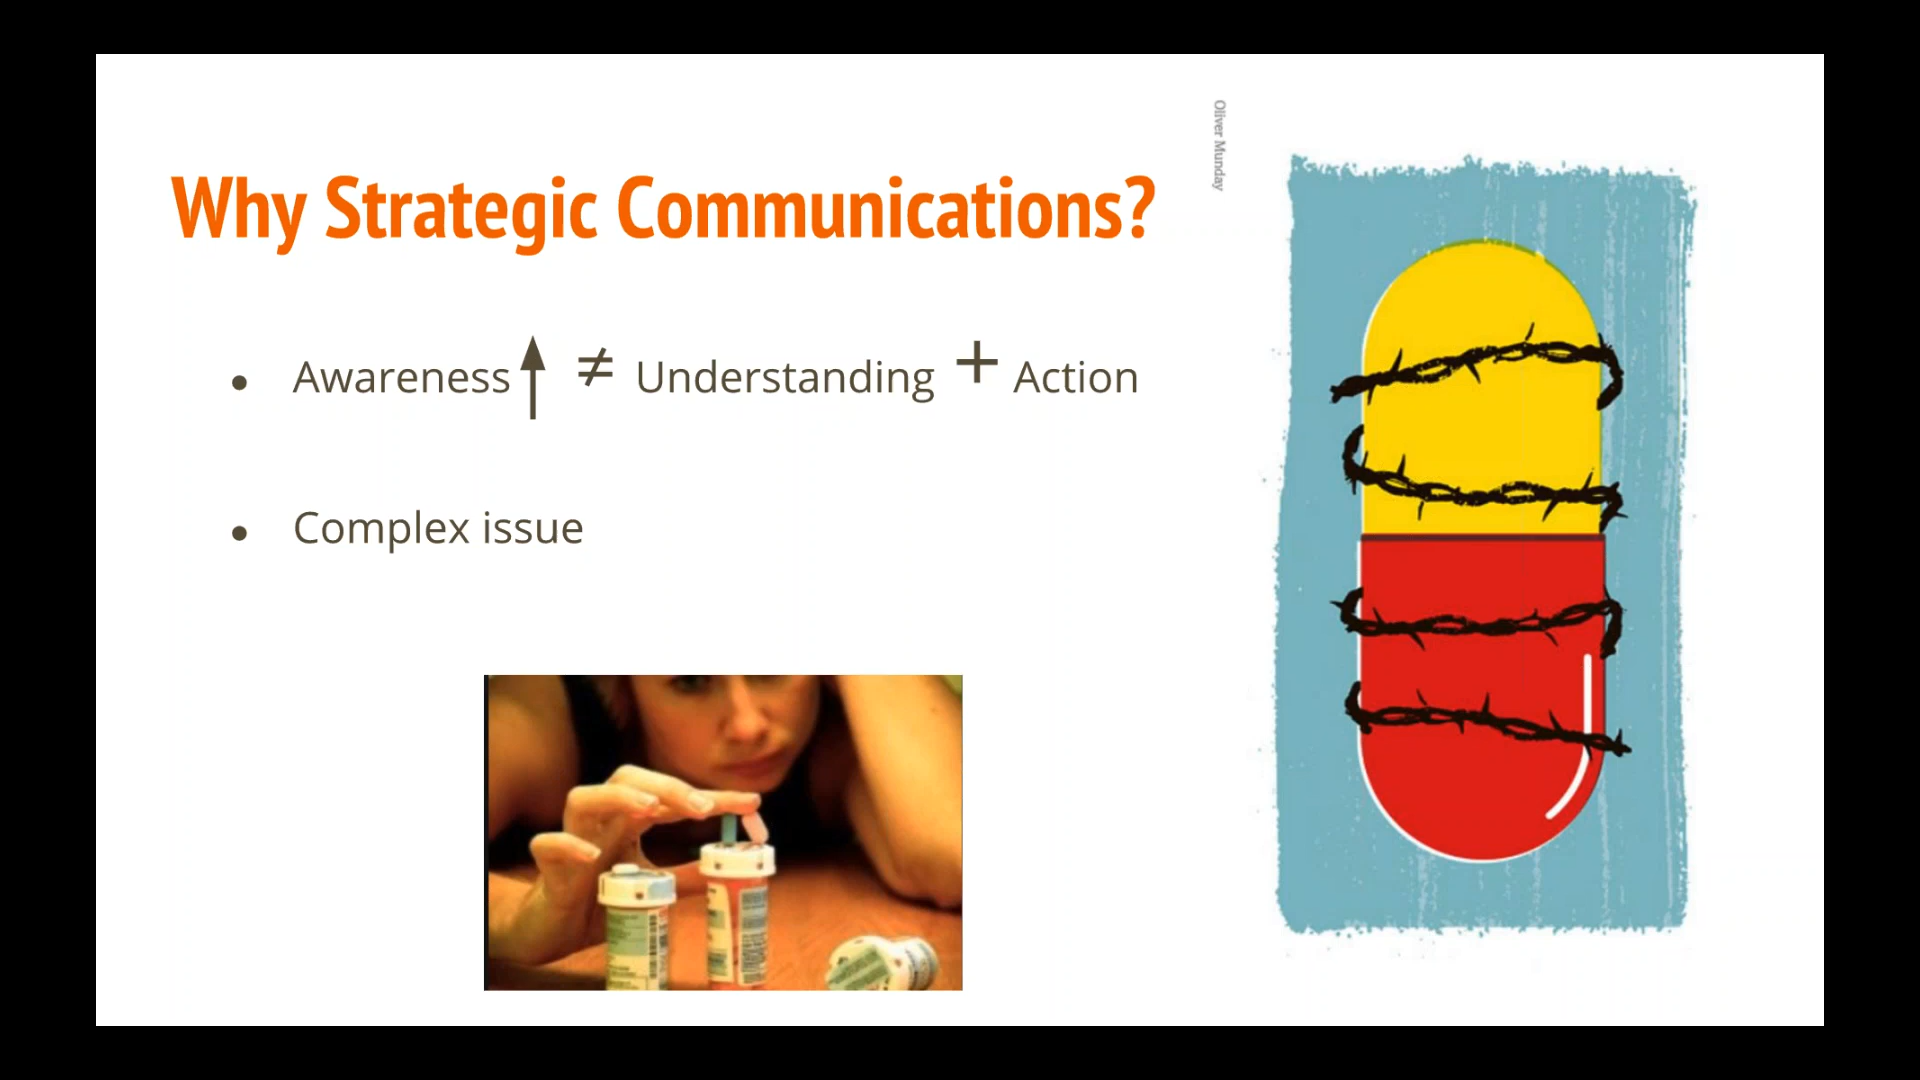 Why Strategic Communications?
Oliver Munday
● Awareness ↑ ≠ Understanding + Action
● Complex issue